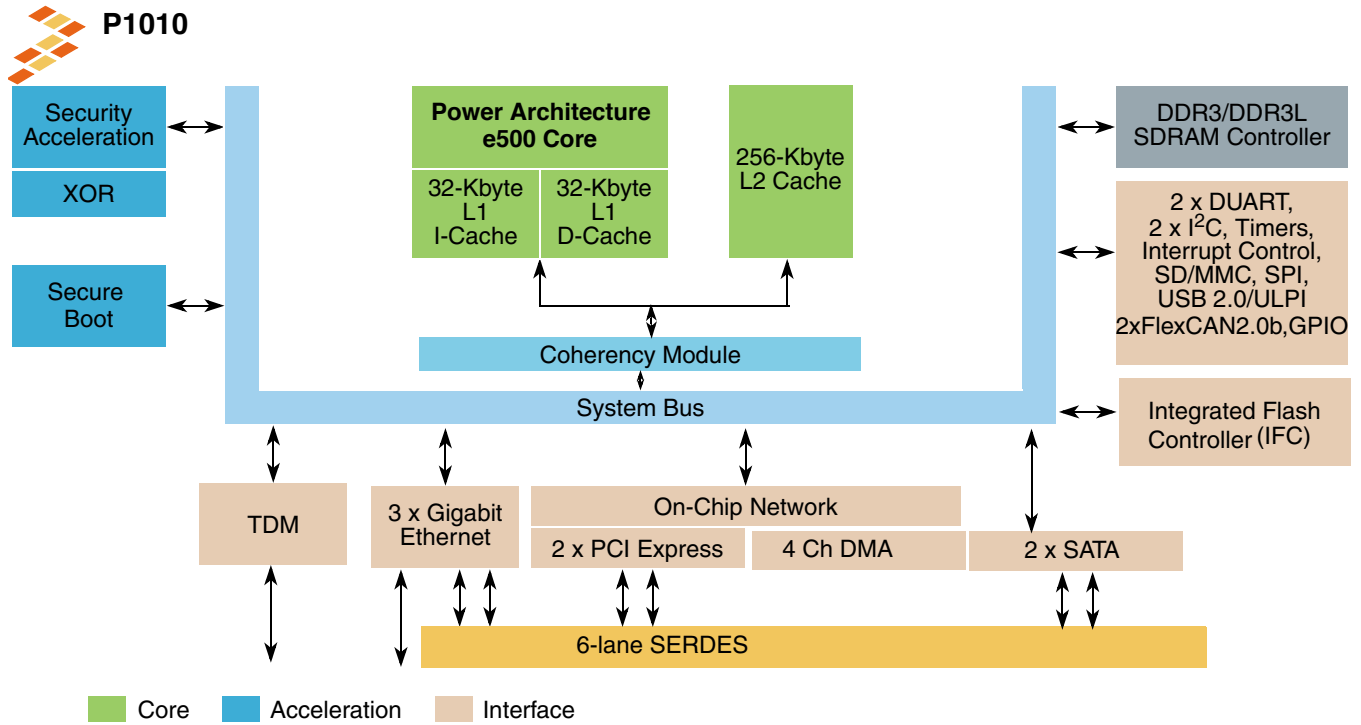 P1010
Security
Acceleration
XOR
Secure
Boot
Power Architecture
e500 Core
32-Kbyte
L1
I-Cache
32-Kbyte
L1
D-Cache
256-Kbyte
L2 Cache
Coherency Module
System Bus
DDR3/DDR3L
SDRAM Controller
2 x DUART,
2 x I²C, Timers,
Interrupt Control,
SD/MMC, SPI,
USB 2.0/ULPI
2xFlexCAN2.0b,GPIO
Integrated Flash
Controller (IFC)
TDM
3 x Gigabit
Ethernet
On-Chip Network
2 x PCI Express
4 Ch DMA
2 x SATA
6-lane SERDES
Core
Acceleration
Interface